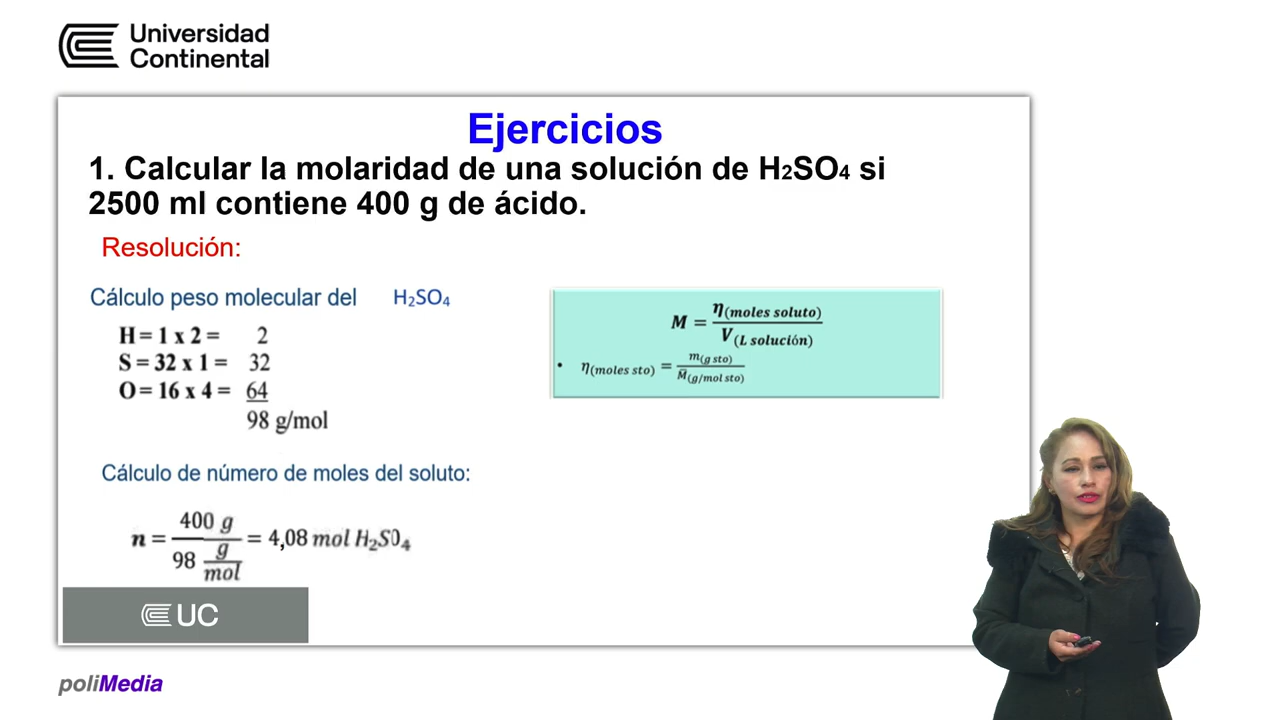 Universidad
Continental
Ejercicios
1. Calcular la molaridad de una solución de H₂SO₄ si
2500 ml contiene 400 g de ácido.
Resolución:
Cálculo peso molecular del H₂SO₄
H = 1 x 2 = 2
S = 32 x 1 = 32
O = 16 x 4 = 64
98 g/mol
M = η(moles soluto) / V(L solución)
• η(moles sto) = m(g sto) / M̄(g/mol sto)
Cálculo de número de moles del soluto:
n = 400 g / 98 g/mol = 4,08 mol H₂SO₄
UC
poliMedia